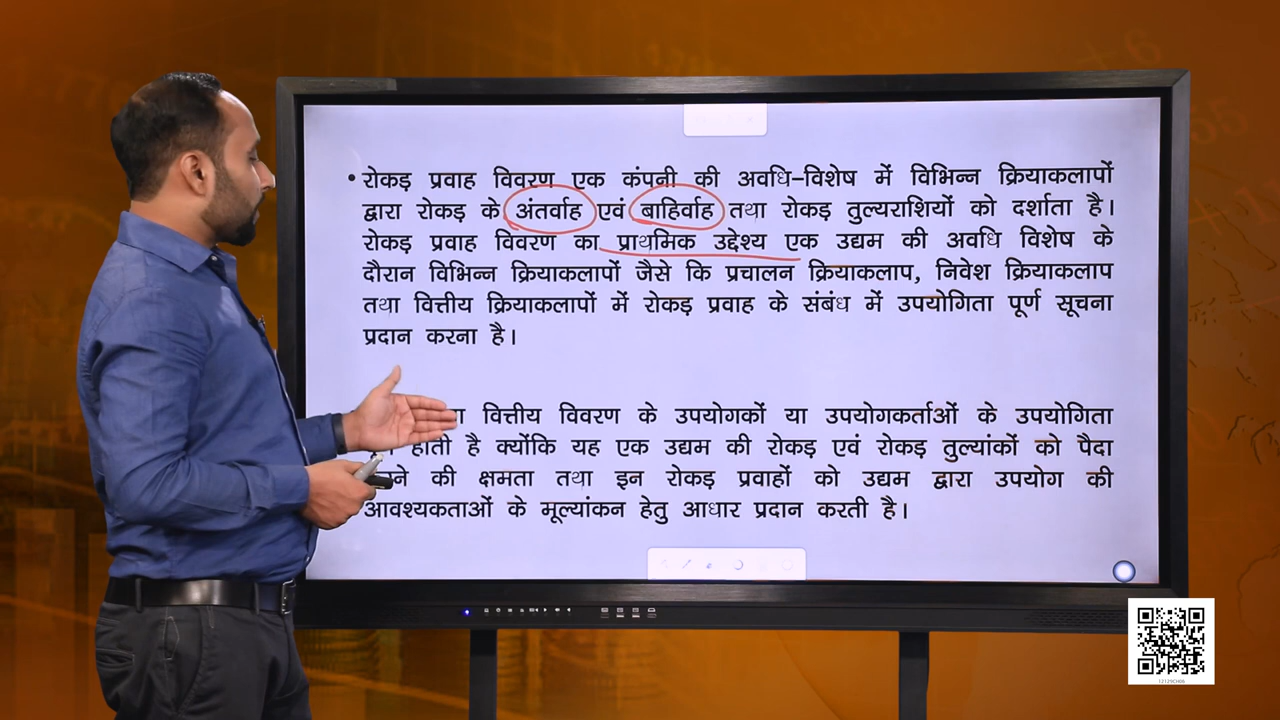 • रोकड़ प्रवाह विवरण एक कंपनी की अवधि-विशेष में विभिन्न क्रियाकलापों
द्वारा रोकड़ के अंतर्वाह एवं बाहिर्वाह तथा रोकड़ तुल्यराशियों को दर्शाता है।
रोकड़ प्रवाह विवरण का प्राथमिक उद्देश्य एक उद्यम की अवधि विशेष के
दौरान विभिन्न क्रियाकलापों जैसे कि प्रचालन क्रियाकलाप, निवेश क्रियाकलाप
तथा वित्तीय क्रियाकलापों में रोकड़ प्रवाह के संबंध में उपयोगिता पूर्ण सूचना
प्रदान करना है।
वित्तीय विवरण के उपयोगकों या उपयोगकर्ताओं के उपयोगिता
होती है क्योंकि यह एक उद्यम की रोकड़ एवं रोकड़ तुल्यांकों को पैदा
की क्षमता तथा इन रोकड़ प्रवाहों को उद्यम द्वारा उपयोग की
आवश्यकताओं के मूल्यांकन हेतु आधार प्रदान करती है।
12129CH06